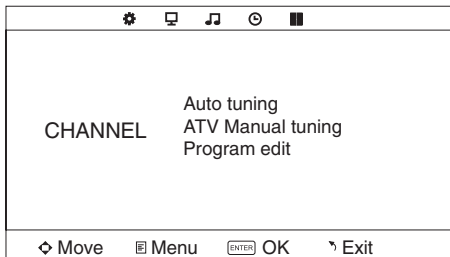 CHANNEL
Auto tuning
ATV Manual tuning
Program edit
Move Menu ENTER OK Exit